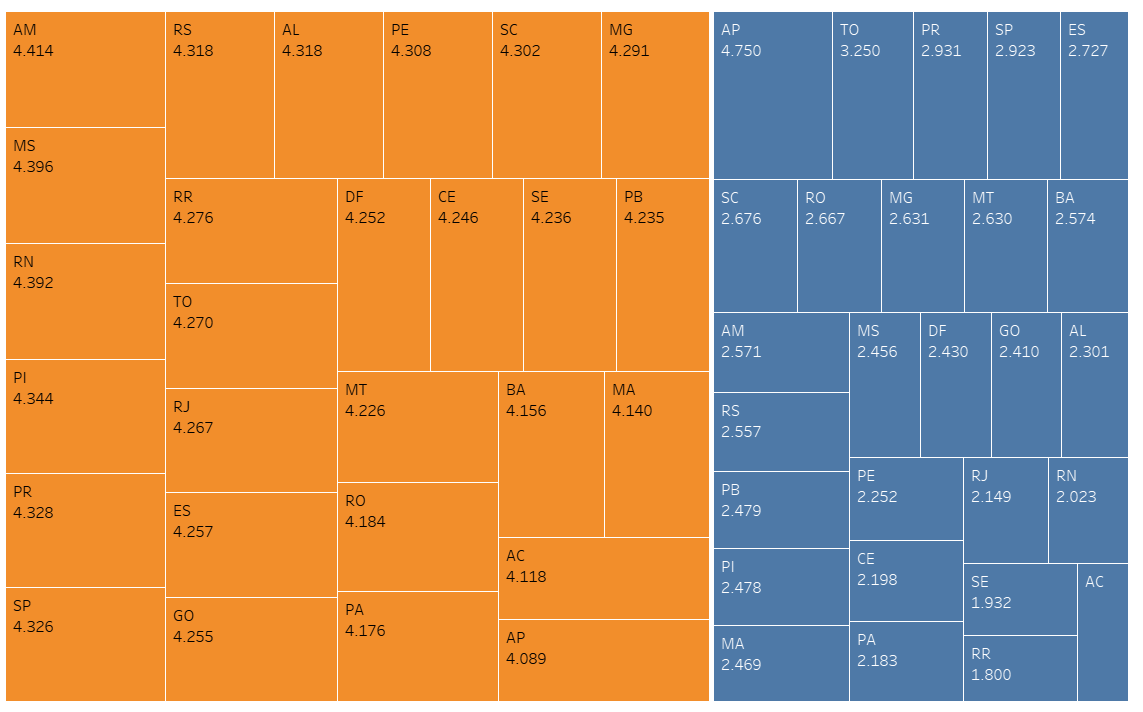 AM
4.414
MS
4.396
RN
4.392
PI
4.344
PR
4.328
SP
4.326
RS
4.318
AL
4.318
PE
4.308
SC
4.302
MG
4.291
RR
4.276
TO
4.270
RJ
4.267
ES
4.257
GO
4.255
DF
4.252
CE
4.246
SE
4.236
PB
4.235
MT
4.226
RO
4.184
PA
4.176
BA
4.156
MA
4.140
AC
4.118
AP
4.089
AP
4.750
TO
3.250
PR
2.931
SP
2.923
ES
2.727
SC
2.676
RO
2.667
MG
2.631
MT
2.630
BA
2.574
AM
2.571
RS
2.557
PB
2.479
PI
2.478
MA
2.469
MS
2.456
DF
2.430
GO
2.410
AL
2.301
PE
2.252
CE
2.198
PA
2.183
RJ
2.149
RN
2.023
SE
1.932
RR
1.800
AC